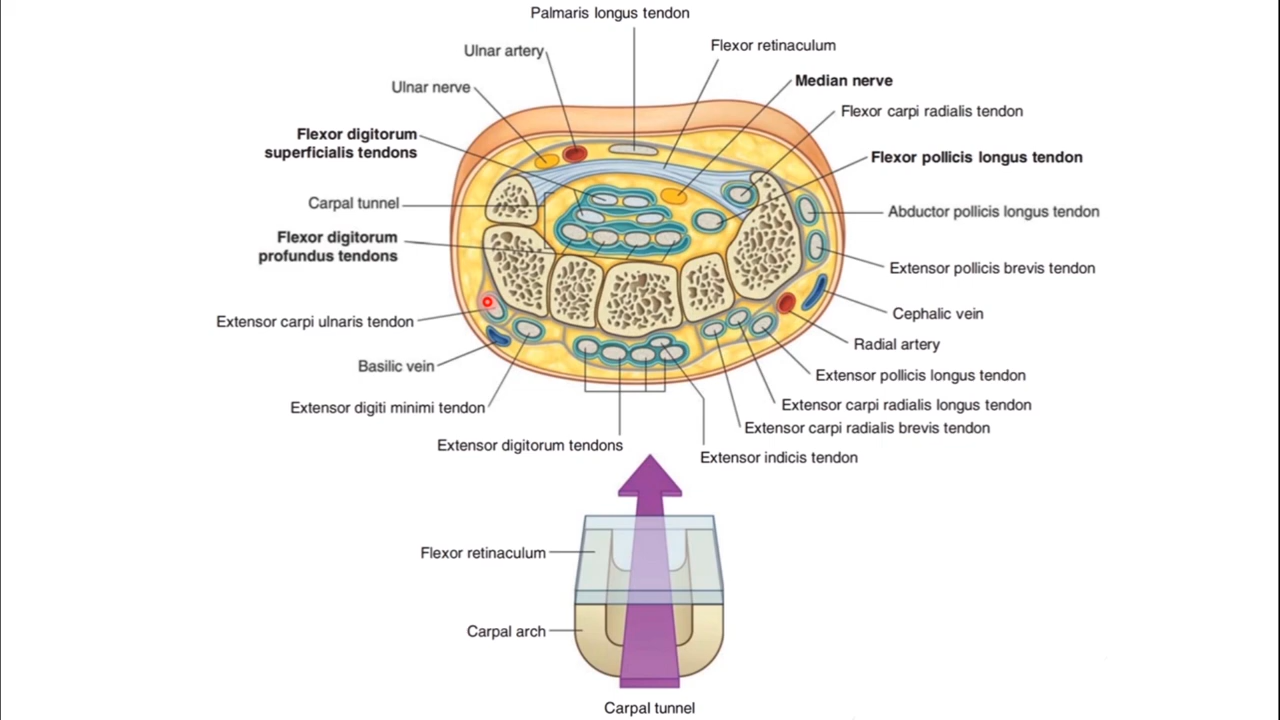 Palmaris longus tendon
Ulnar artery
Flexor retinaculum
Ulnar nerve
Median nerve
Flexor carpi radialis tendon
Flexor digitorum
superficialis tendons
Flexor pollicis longus tendon
Carpal tunnel
Abductor pollicis longus tendon
Flexor digitorum
profundus tendons
Extensor pollicis brevis tendon
Extensor carpi ulnaris tendon
Cephalic vein
Radial artery
Basilic vein
Extensor pollicis longus tendon
Extensor digiti minimi tendon
Extensor carpi radialis longus tendon
Extensor carpi radialis brevis tendon
Extensor digitorum tendons
Extensor indicis tendon
Flexor retinaculum
Carpal arch
Carpal tunnel